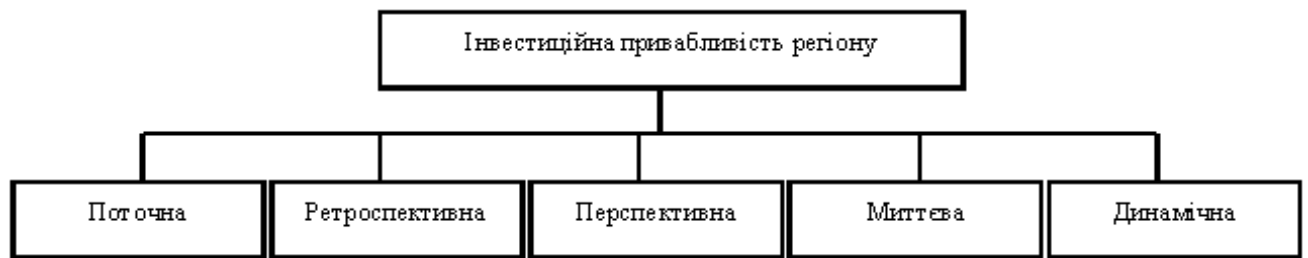 Інвестиційна привабливість регіону
Поточна
Ретроспективна
Перспективна
Миттєва
Динамічна